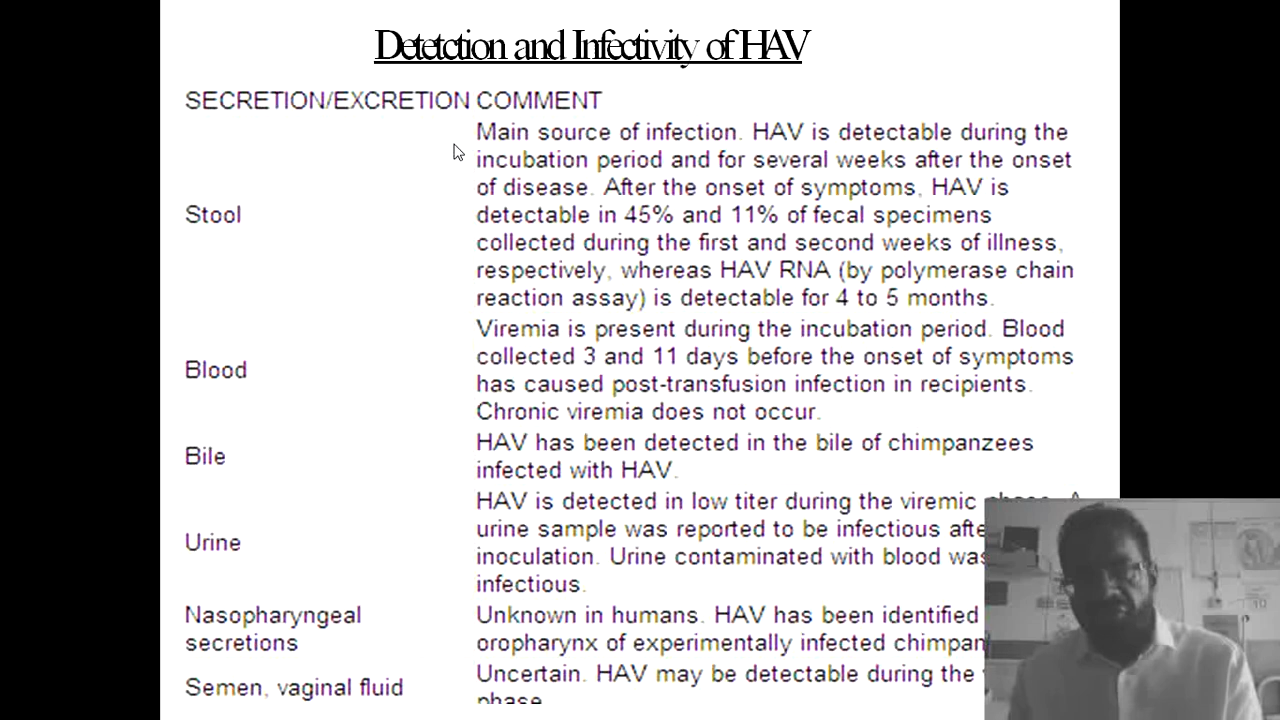 Detetction and Infectivity of HAV
SECRETION/EXCRETION COMMENT
Stool
Main source of infection. HAV is detectable during the
incubation period and for several weeks after the onset
of disease. After the onset of symptoms, HAV is
detectable in 45% and 11% of fecal specimens
collected during the first and second weeks of illness,
respectively, whereas HAV RNA (by polymerase chain
reaction assay) is detectable for 4 to 5 months.
Blood
Viremia is present during the incubation period. Blood
collected 3 and 11 days before the onset of symptoms
has caused post-transfusion infection in recipients.
Chronic viremia does not occur.
Bile
HAV has been detected in the bile of chimpanzees
infected with HAV.
Urine
HAV is detected in low titer during the viremic
urine sample was reported to be infectious
inoculation. Urine contaminated with blood
infectious.
Nasopharyngeal
secretions
Unknown in humans. HAV has been identified
oropharynx of experimentally infected
Semen, vaginal fluid
Uncertain. HAV may be detectable during the
phase